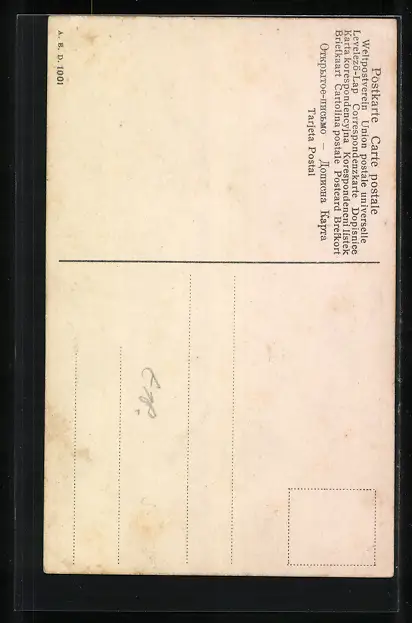 Postkarte Carte postale
Weltpostverein Union postale universelle
Levelező-Lap Correspondenzkarte Dopisnice
Karta korespondencyjna Korespondenční lístek
Briefkaart Cartolina postale Postcard Brefkort
Открытое-письмо — Дописна Карта
Tarjeta Postal
A. B. D. 1001